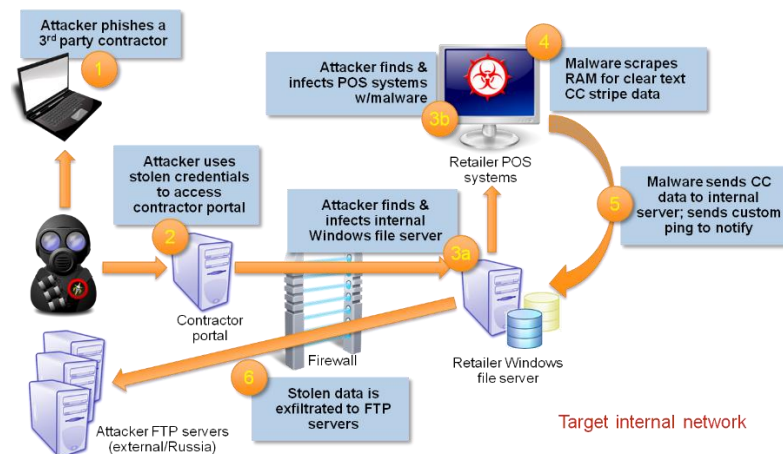 Attacker phishes a
3rd party contractor
1
Attacker finds &
infects POS systems
w/malware
3b
4
Malware scrapes
RAM for clear text
CC stripe data
Retailer POS
systems
Attacker uses
stolen credentials
to access
contractor portal
2
Attacker finds &
infects internal
Windows file server
3a
5
Malware sends CC
data to internal
server; sends custom
ping to notify
Contractor
portal
Firewall
Retailer Windows
file server
6
Stolen data is
exfiltrated to FTP
servers
Attacker FTP servers
(external/Russia)
Target internal network